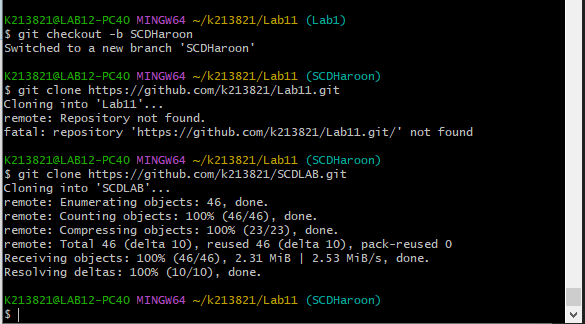 K213821@LAB12-PC40 MINGW64 ~/k213821/Lab11 (Lab1)
$ git checkout -b SCDHaroon
Switched to a new branch 'SCDHaroon'
K213821@LAB12-PC40 MINGW64 ~/k213821/Lab11 (SCDHaroon)
$ git clone https://github.com/k213821/Lab11.git
Cloning into 'Lab11'...
remote: Repository not found.
fatal: repository 'https://github.com/k213821/Lab11.git/' not found
K213821@LAB12-PC40 MINGW64 ~/k213821/Lab11 (SCDHaroon)
$ git clone https://github.com/k213821/SCDLAB.git
Cloning into 'SCDLAB'...
remote: Enumerating objects: 46, done.
remote: Counting objects: 100% (46/46), done.
remote: Compressing objects: 100% (23/23), done.
remote: Total 46 (delta 10), reused 46 (delta 10), pack-reused 0
Receiving objects: 100% (46/46), 2.31 MiB | 2.53 MiB/s, done.
Resolving deltas: 100% (10/10), done.
K213821@LAB12-PC40 MINGW64 ~/k213821/Lab11 (SCDHaroon)
$